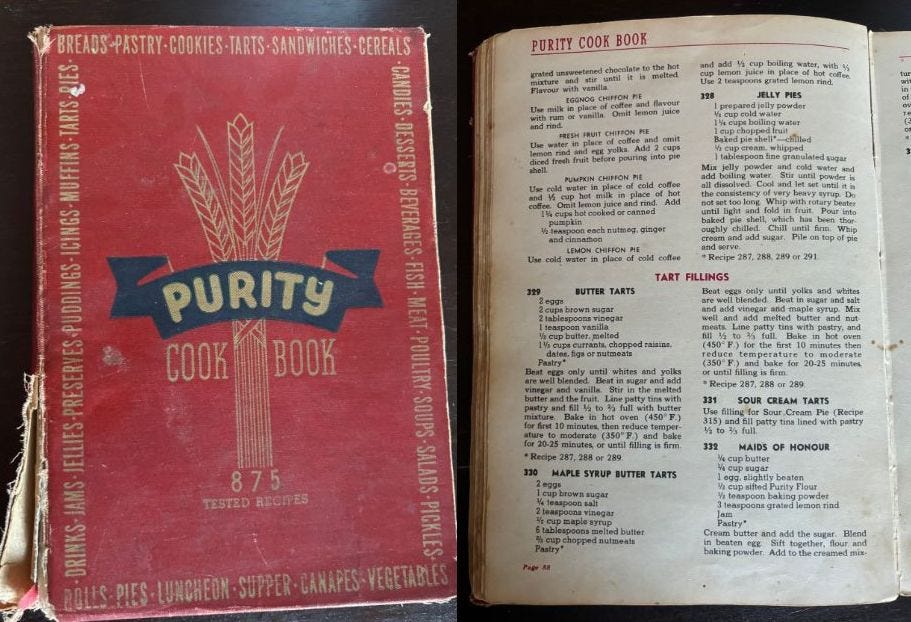 BREADS·PASTRY·COOKIES·TARTS·SANDWICHES·CEREALS
·CANDIES·DESSERTS·BEVERAGES·FISH·MEAT·POULTRY·SOUPS·SALADS·PICKLES·
·DRINKS·JAMS·JELLIES·PRESERVES·PUDDINGS·ICINGS·MUFFINS·TARTS·PIES·
PURITY
COOK BOOK
875
TESTED RECIPES
ROLLS·PIES·LUNCHEON·SUPPER·CANAPES·VEGETABLES
PURITY COOK BOOK
grated unsweetened chocolate to the hot
mixture and stir until it is melted.
Flavour with vanilla.
EGGNOG CHIFFON PIE
Use milk in place of coffee and flavour
with rum or vanilla. Omit lemon juice
and rind.
FRESH FRUIT CHIFFON PIE
Use water in place of coffee and omit
lemon rind and egg yolks. Add 2 cups
diced fresh fruit before pouring into pie
shell.
PUMPKIN CHIFFON PIE
Use cold water in place of cold coffee
and ½ cup hot milk in place of hot
coffee. Omit lemon juice and rind. Add
1¼ cups hot cooked or canned
pumpkin
½ teaspoon each nutmeg, ginger
and cinnamon
LEMON CHIFFON PIE
Use cold water in place of cold coffee
and add ½ cup boiling water, with ⅓
cup lemon juice in place of hot coffee.
Use 2 teaspoons grated lemon rind.
328 JELLY PIES
1 prepared jelly powder
¼ cup cold water
1¼ cups boiling water
1 cup chopped fruit
Baked pie shell*—chilled
½ cup cream, whipped
1 tablespoon fine granulated sugar
Mix jelly powder and cold water and
add boiling water. Stir until powder is
all dissolved. Cool and let set until it is
the consistency of very heavy syrup. Do
not set too long. Whip with rotary beater
until light and fold in fruit. Pour into
baked pie shell, which has been thor-
oughly chilled. Chill until firm. Whip
cream and add sugar. Pile on top of pie
and serve.
* Recipe 287, 288, 289 or 291.
TART FILLINGS
329 BUTTER TARTS
2 eggs
2 cups brown sugar
2 tablespoons vinegar
1 teaspoon vanilla
½ cup butter, melted
1⅓ cups currants, chopped raisins,
dates, figs or nutmeats
Pastry*
Beat eggs only until whites and yolks
are well blended. Beat in sugar and add
vinegar and vanilla. Stir in the melted
butter and the fruit. Line patty tins with
pastry and fill ½ to ⅔ full with butter
mixture. Bake in hot oven (450°F.)
for first 10 minutes, then reduce temper-
ature to moderate (350°F.) and bake
for 20-25 minutes, or until filling is firm.
* Recipe 287, 288 or 289.
330 MAPLE SYRUP BUTTER TARTS
2 eggs
1 cup brown sugar
¼ teaspoon salt
2 teaspoons vinegar
½ cup maple syrup
6 tablespoons melted butter
⅔ cup chopped nutmeats
Pastry*
Beat eggs only until yolks and whites
are well blended. Beat in sugar and salt
and add vinegar and maple syrup. Mix
well and add melted butter and nut-
meats. Line patty tins with pastry, and
fill ½ to ⅔ full. Bake in hot oven
(450°F.) for the first 10 minutes then
reduce temperature to moderate
(350°F.) and bake for 20-25 minutes
or until filling is firm.
* Recipe 287, 288 or 289.
331 SOUR CREAM TARTS
Use filling for Sour Cream Pie (Recipe
315) and fill patty tins lined with pastry
½ to ⅔ full.
332 MAIDS OF HONOUR
¼ cup butter
¼ cup sugar
1 egg, slightly beaten
½ cup sifted Purity Flour
½ teaspoon baking powder
3 teaspoons grated lemon rind
Jam
Pastry*
Cream butter and add the sugar. Blend
in beaten egg. Sift together, flour and
baking powder. Add to the creamed mix-
Page 88